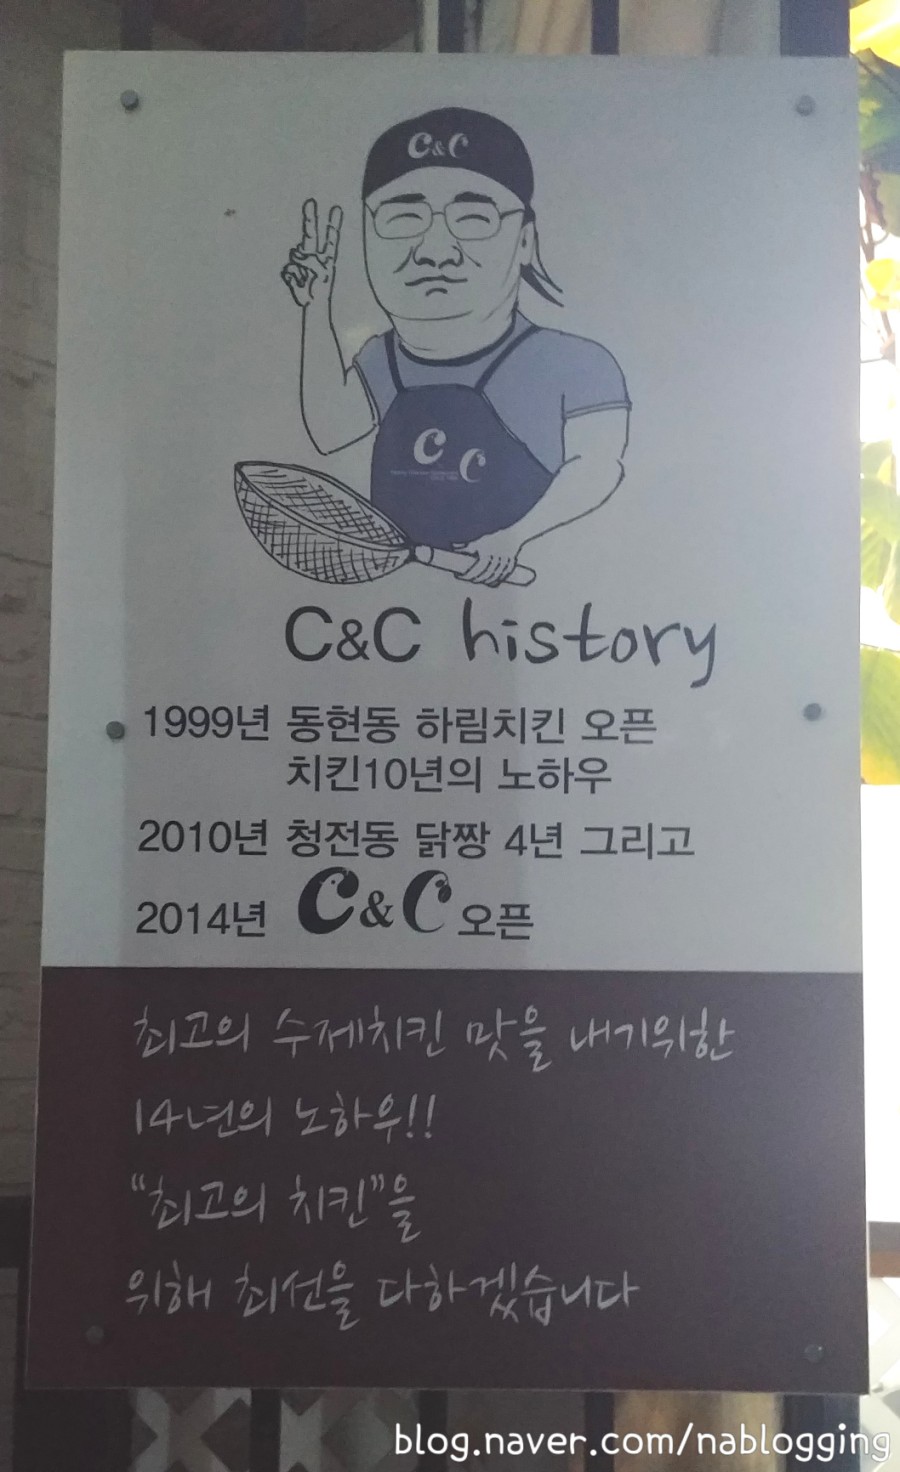 C&C
C C
C&C history
1999년 동현동 하림치킨 오픈
치킨10년의 노하우
2010년 청전동 닭짱 4년 그리고
2014년 C&C 오픈
최고의 수제치킨 맛을 내기위한
14년의 노하우!!
“최고의 치킨”을
위해 최선을 다하겠습니다
blog.naver.com/nablogging